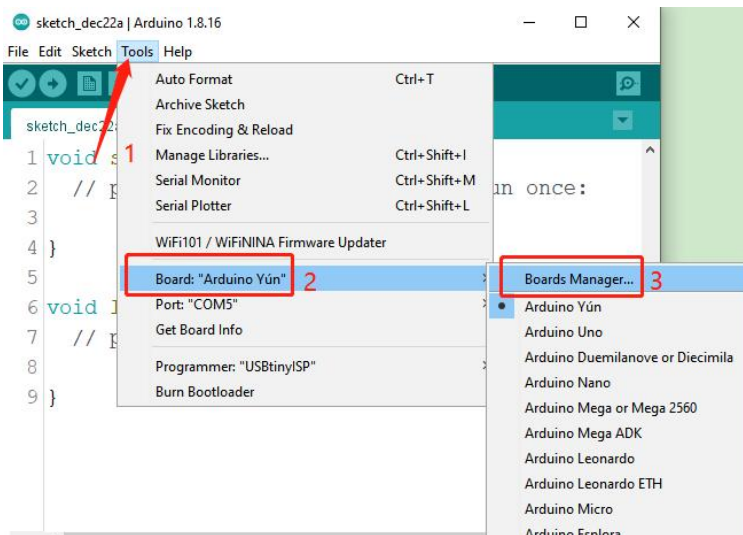 sketch_dec22a | Arduino 1.8.16
File Edit Sketch Tools Help
sketch_dec22
1
2
3
Auto Format Ctrl+T
Archive Sketch
Fix Encoding & Reload
Manage Libraries... Ctrl+Shift+I
Serial Monitor Ctrl+Shift+M
Serial Plotter Ctrl+Shift+L
WiFi101 / WiFiNINA Firmware Updater
Board: "Arduino Yún"
Port: "COM5"
Get Board Info
Programmer: "USBtinyISP"
Burn Bootloader
Boards Manager...
Arduino Yún
Arduino Uno
Arduino Duemilanove or Diecimila
Arduino Nano
Arduino Mega or Mega 2560
Arduino Mega ADK
Arduino Leonardo
Arduino Leonardo ETH
Arduino Micro
Arduino Esplora
1 void s
2 // p un once:
3
4 }
5
6 void l
7 // p
8
9 }